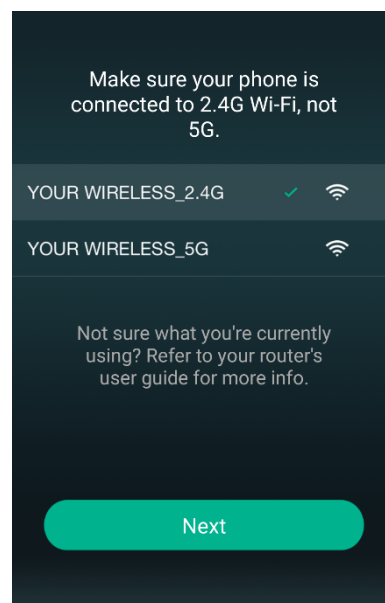 Make sure your phone is
connected to 2.4G Wi-Fi, not
5G.
YOUR WIRELESS_2.4G
YOUR WIRELESS_5G
Not sure what you're currently
using? Refer to your router's
user guide for more info.
Next